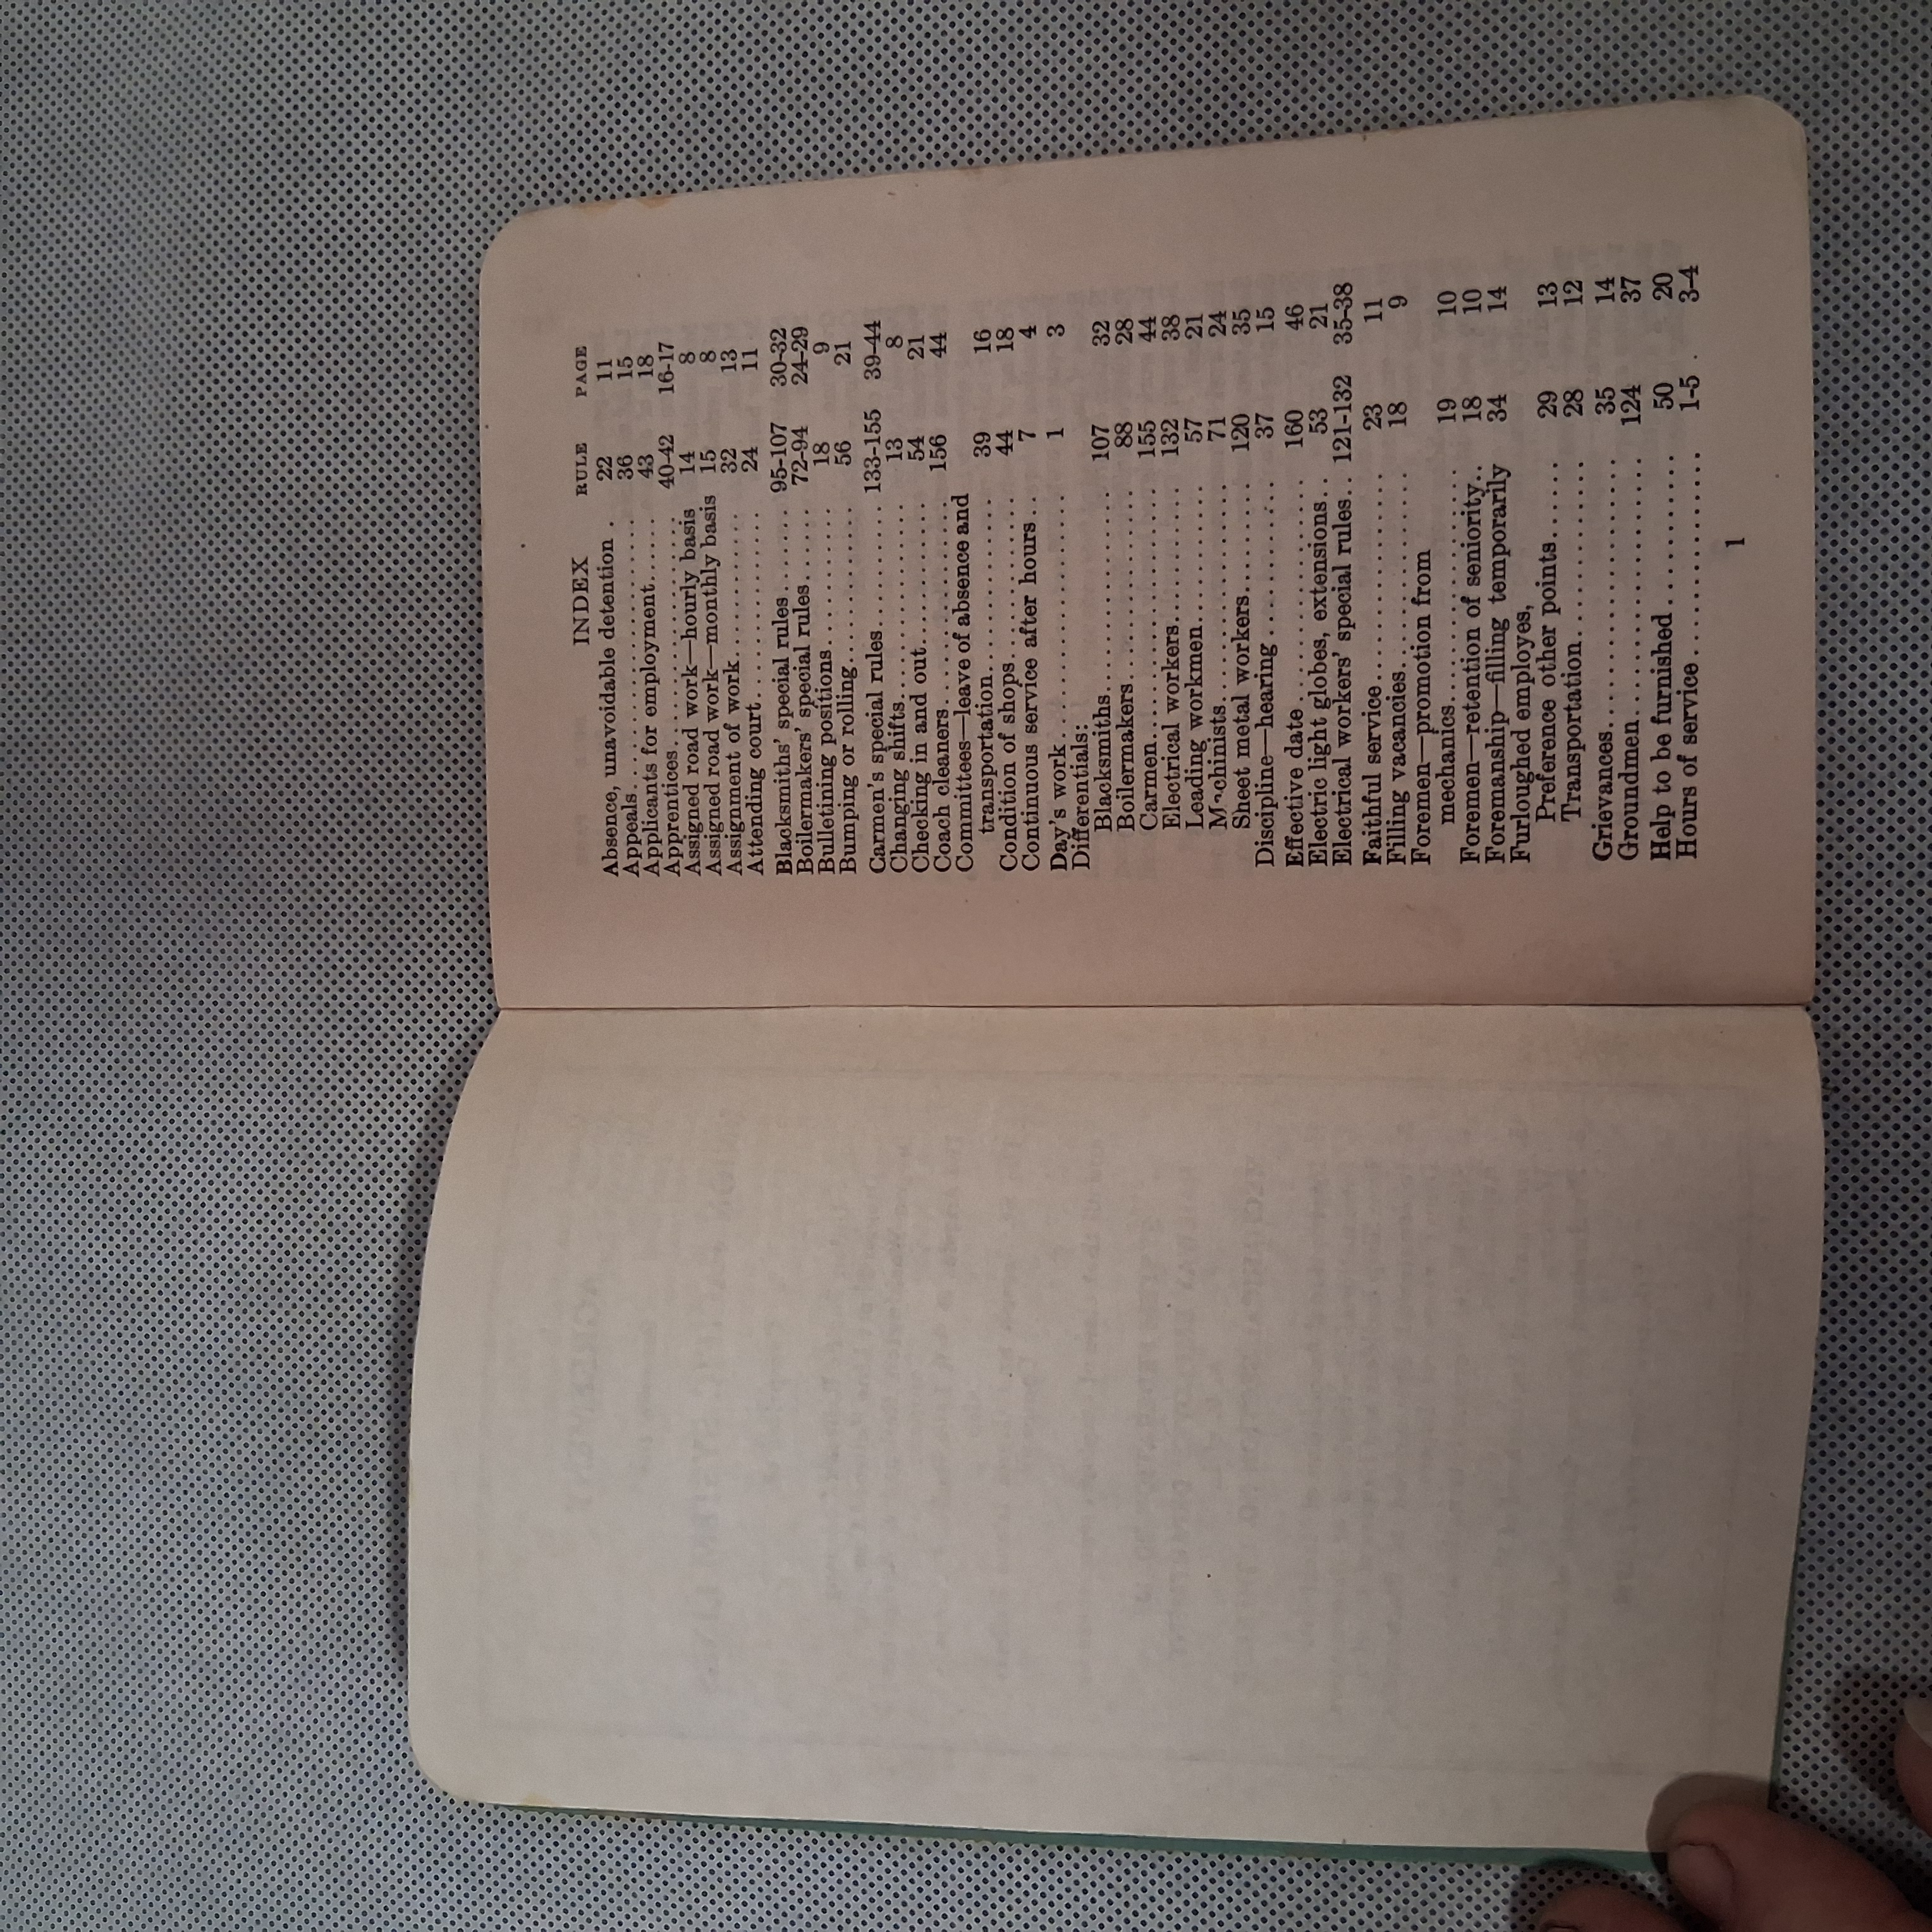 INDEX
RULE PAGE
Absence, unavoidable detention . 22 11
Appeals........................ 36 15
Applicants for employment...... 43 18
Apprentices.................... 40-42 16-17
Assigned road work—hourly basis 14 8
Assigned road work—monthly basis 15 8
Assignment of work............. 32 13
Attending court................ 24 11
Blacksmiths' special rules....... 95-107 30-32
Boilermakers' special rules...... 72-94 24-29
Bulletining positions............ 18 9
Bumping or rolling.............. 56 21
Carmen's special rules.......... 133-155 39-44
Changing shifts................. 13 8
Checking in and out............. 54 21
Coach cleaners.................. 156 44
Committees—leave of absence and
transportation................. 39 16
Condition of shops.............. 44 18
Continuous service after hours... 7 4
Day's work..................... 1 3
Differentials:
Blacksmiths.................. 107 32
Boilermakers................. 88 28
Carmen...................... 155 44
Electrical workers............ 132 38
Leading workmen............ 57 21
Machinists................... 71 24
Sheet metal workers.......... 120 35
Discipline—hearing............. 37 15
Effective date.................. 160 46
Electric light globes, extensions.. 53 21
Electrical workers' special rules.. 121-132 35-38
Faithful service................. 23 11
Filling vacancies................ 18 9
Foremen—promotion from
mechanics.................... 19 10
Foremen—retention of seniority.. 18 10
Foremanship—filling temporarily 34 14
Furloughed employes,
Preference other points...... 29 13
Transportation.............. 28 12
Grievances..................... 35 14
Groundmen.................... 124 37
Help to be furnished............ 50 20
Hours of service................ 1-5 3-4
1